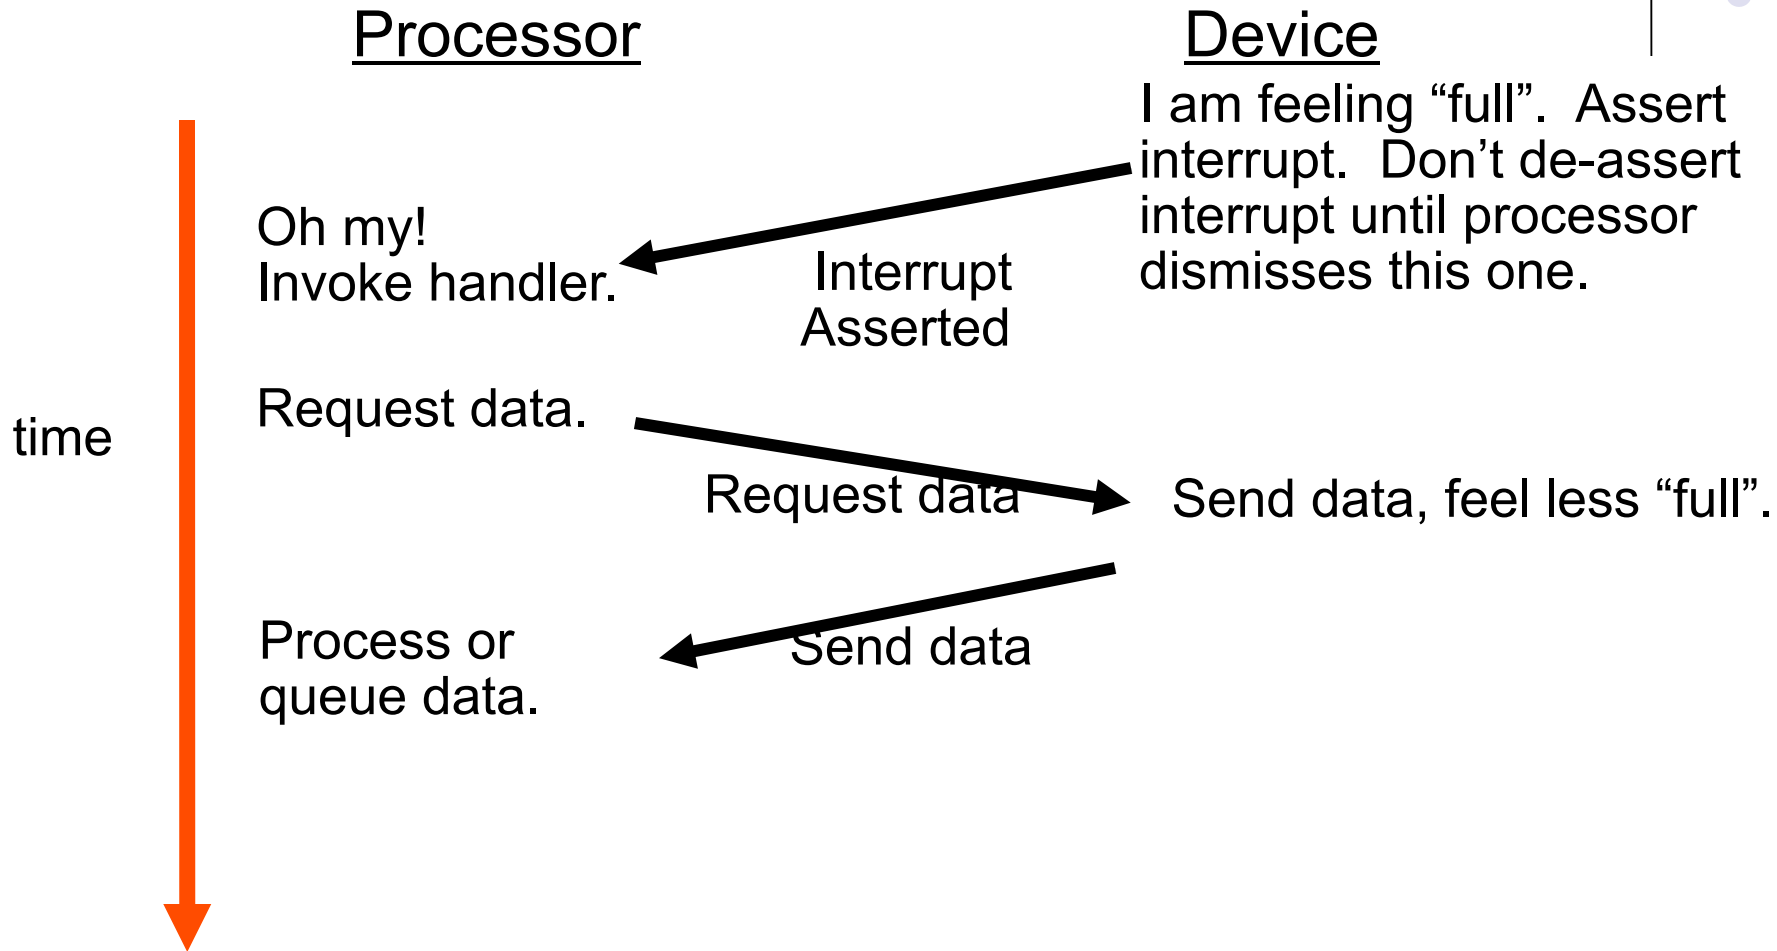 Processor
Device
I am feeling “full”.  Assert
interrupt.  Don’t de-assert
interrupt until processor
dismisses this one.
Oh my!
Invoke handler.
Interrupt
Asserted
Request data.
time
Request data
Send data, feel less “full”.
Process or
queue data.
Send data